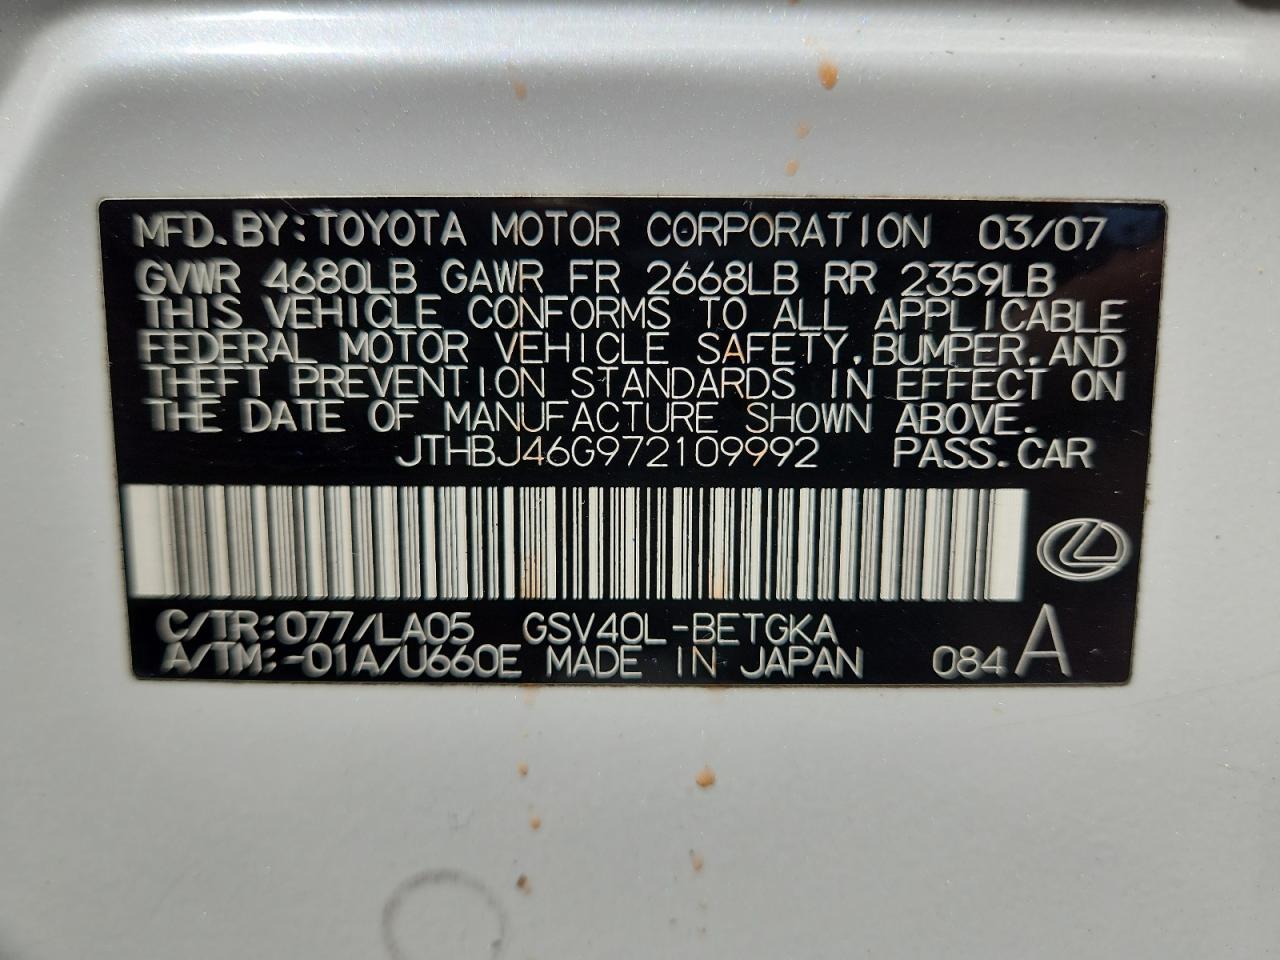 MFD. BY: TOYOTA MOTOR CORPORATION 03/07
GVWR 4680LB GAWR FR 2668LB RR 2359LB
THIS VEHICLE CONFORMS TO ALL APPLICABLE
FEDERAL MOTOR VEHICLE SAFETY, BUMPER, AND
THEFT PREVENTION STANDARDS IN EFFECT ON
THE DATE OF MANUFACTURE SHOWN ABOVE.
JTHBJ46G972109992 PASS. CAR
C/TR: 077/LA05 GSV40L-BETGKA
A/TM: -01A/U660E MADE IN JAPAN 084 A